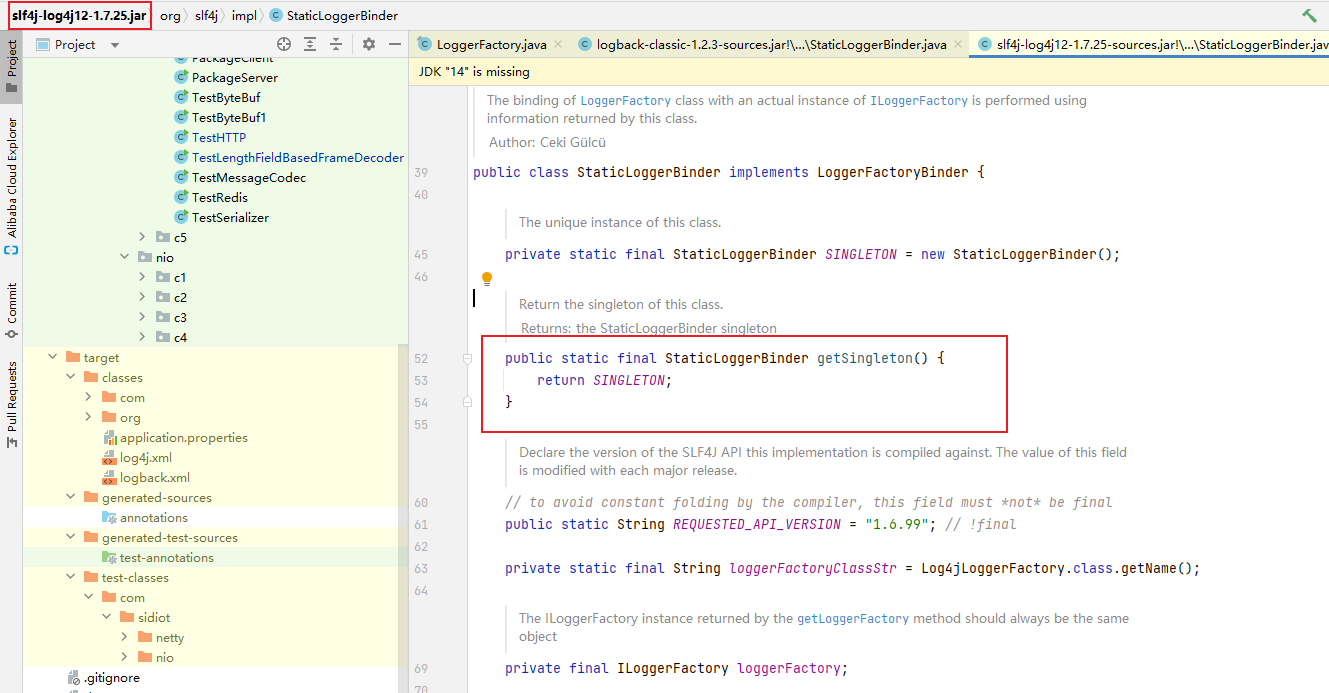 slf4j-log4j12-1.7.25.jar org slf4j impl StaticLoggerBinder
Project
Alibaba Cloud Explorer
Commit
Pull Requests
Project
PackageClient
PackageServer
TestByteBuf
TestByteBuf1
TestHTTP
TestLengthFieldBasedFrameDecoder
TestMessageCodec
TestRedis
TestSerializer
c5
nio
c1
c2
c3
c4
target
classes
com
org
application.properties
log4j.xml
logback.xml
generated-sources
annotations
generated-test-sources
test-annotations
test-classes
com
sidiot
netty
nio
.gitignore
LoggerFactory.java logback-classic-1.2.3-sources.jar!\...\StaticLoggerBinder.java slf4j-log4j12-1.7.25-sources.jar!\...\StaticLoggerBinder.jav
JDK "14" is missing
The binding of LoggerFactory class with an actual instance of ILoggerFactory is performed using
information returned by this class.
Author: Ceki Gülcü
39 public class StaticLoggerBinder implements LoggerFactoryBinder {
40
The unique instance of this class.
45 private static final StaticLoggerBinder SINGLETON = new StaticLoggerBinder();
46
Return the singleton of this class.
Returns: the StaticLoggerBinder singleton
52 public static final StaticLoggerBinder getSingleton() {
53 return SINGLETON;
54 }
55
Declare the version of the SLF4J API this implementation is compiled against. The value of this field
is modified with each major release.
60 // to avoid constant folding by the compiler, this field must *not* be final
61 public static String REQUESTED_API_VERSION = "1.6.99"; // !final
62
63 private static final String loggerFactoryClassStr = Log4jLoggerFactory.class.getName();
64
The ILoggerFactory instance returned by the getLoggerFactory method should always be the same
object
69 private final ILoggerFactory loggerFactory;
70